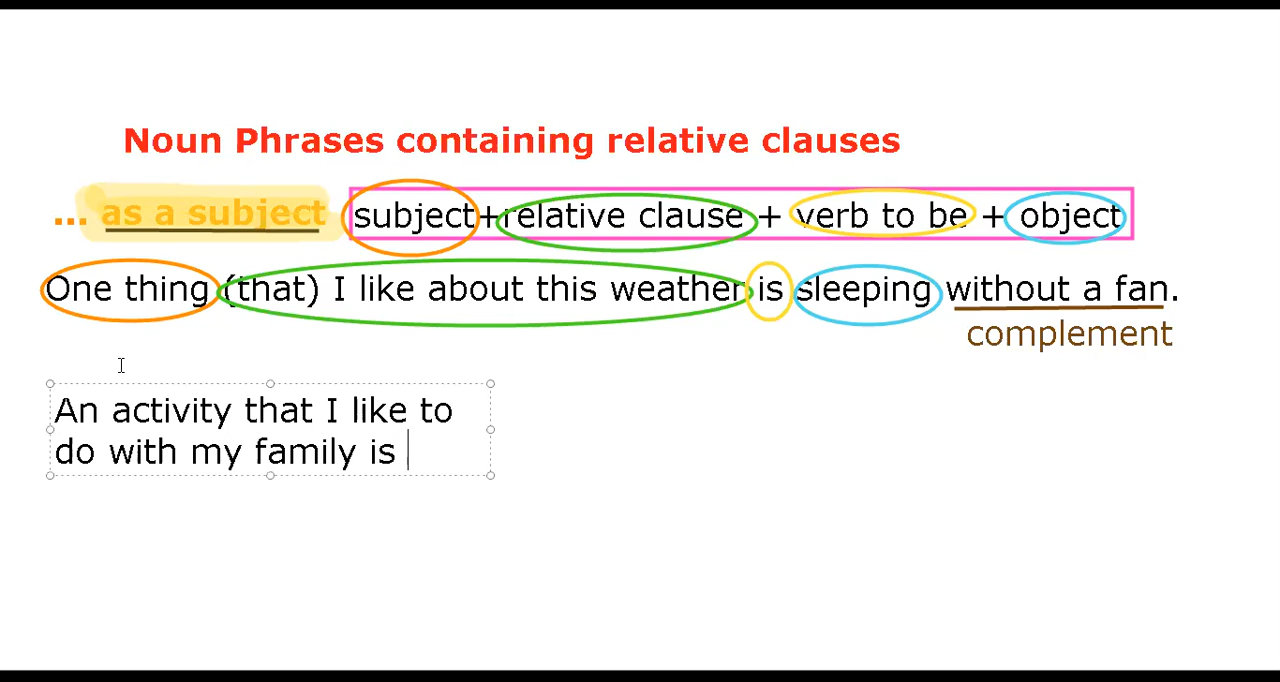 Noun Phrases containing relative clauses
... as a subject subject+relative clause + verb to be + object
One thing (that) I like about this weather is sleeping without a fan.
complement
An activity that I like to
do with my family is